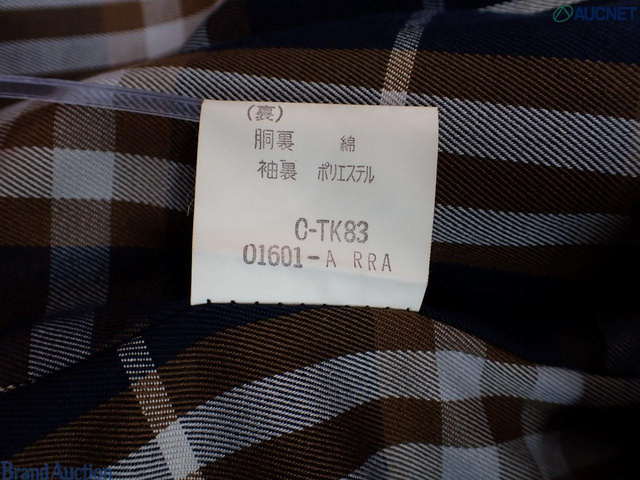 AUCNET
(裏)
胴裏 綿
袖裏 ポリエステル
C-TK83
01601-A RRA
Brand Auction